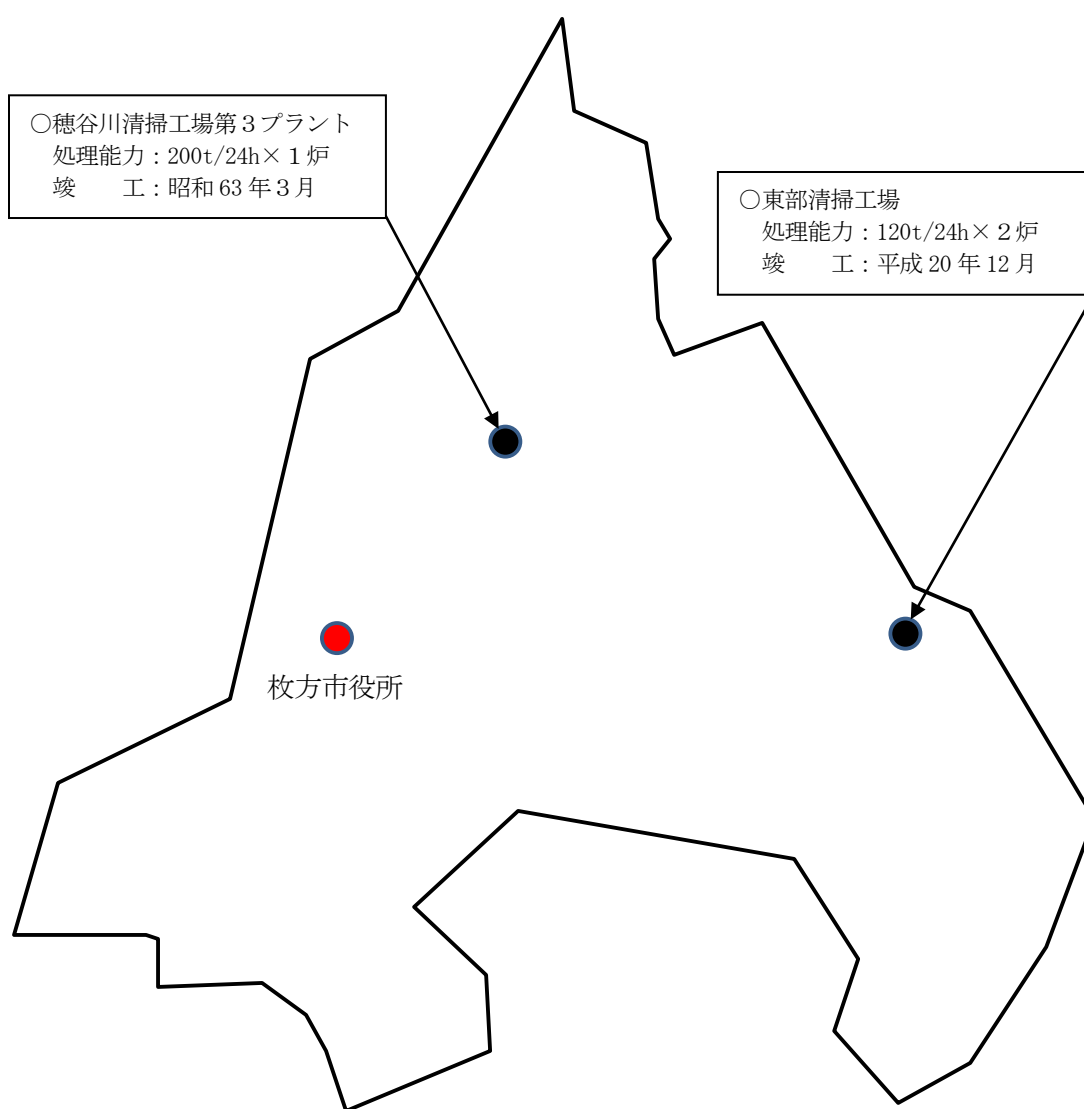 ○穂谷川清掃工場第３プラント
処理能力：200t/24h×１炉
竣　　工：昭和 63 年３月
○東部清掃工場
処理能力：120t/24h×２炉
竣　　工：平成 20 年 12 月
枚方市役所